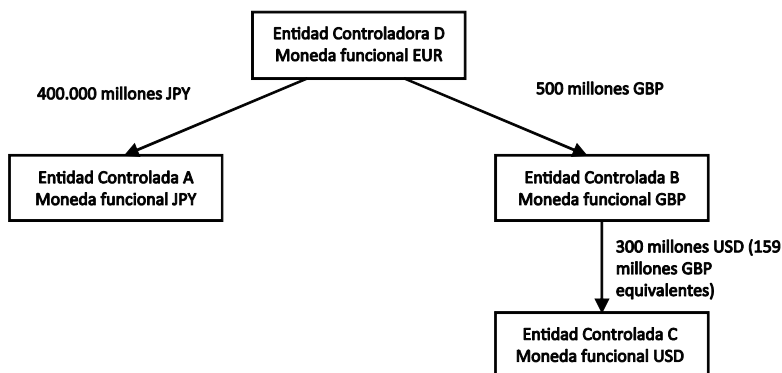 Entidad Controladora D
Moneda funcional EUR
400.000 millones JPY
500 millones GBP
Entidad Controlada A
Moneda funcional JPY
Entidad Controlada B
Moneda funcional GBP
300 millones USD (159
millones GBP
equivalentes)
Entidad Controlada C
Moneda funcional USD